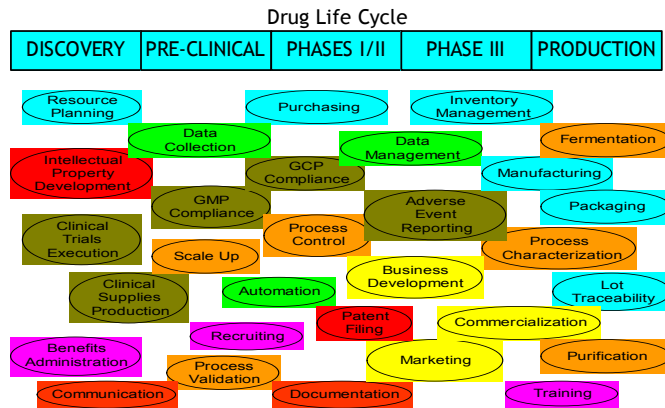 Drug Life Cycle
DISCOVERY PRE-CLINICAL PHASES I/II PHASE III PRODUCTION
Resource
Planning
Purchasing
Inventory
Management
Data
Collection
Data
Management
Fermentation
Intellectual
Property
Development
GCP
Compliance
Manufacturing
GMP
Compliance
Adverse
Event
Reporting
Packaging
Clinical
Trials
Execution
Scale Up
Process
Control
Process
Characterization
Business
Development
Clinical
Supplies
Production
Automation
Lot
Traceability
Recruiting
Patent
Filing
Commercialization
Benefits
Administration
Process
Validation
Marketing
Purification
Communication
Documentation
Training